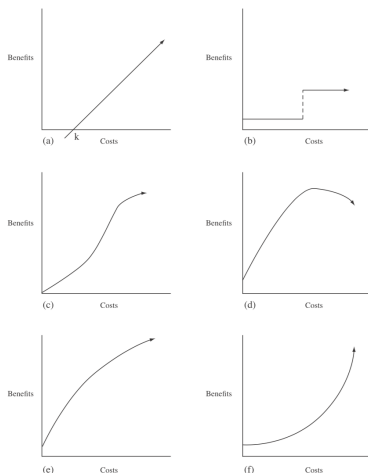 Benefits
k
(a)
Costs
Benefits
(b)
Costs
Benefits
(c)
Costs
Benefits
(d)
Costs
Benefits
(e)
Costs
Benefits
(f)
Costs